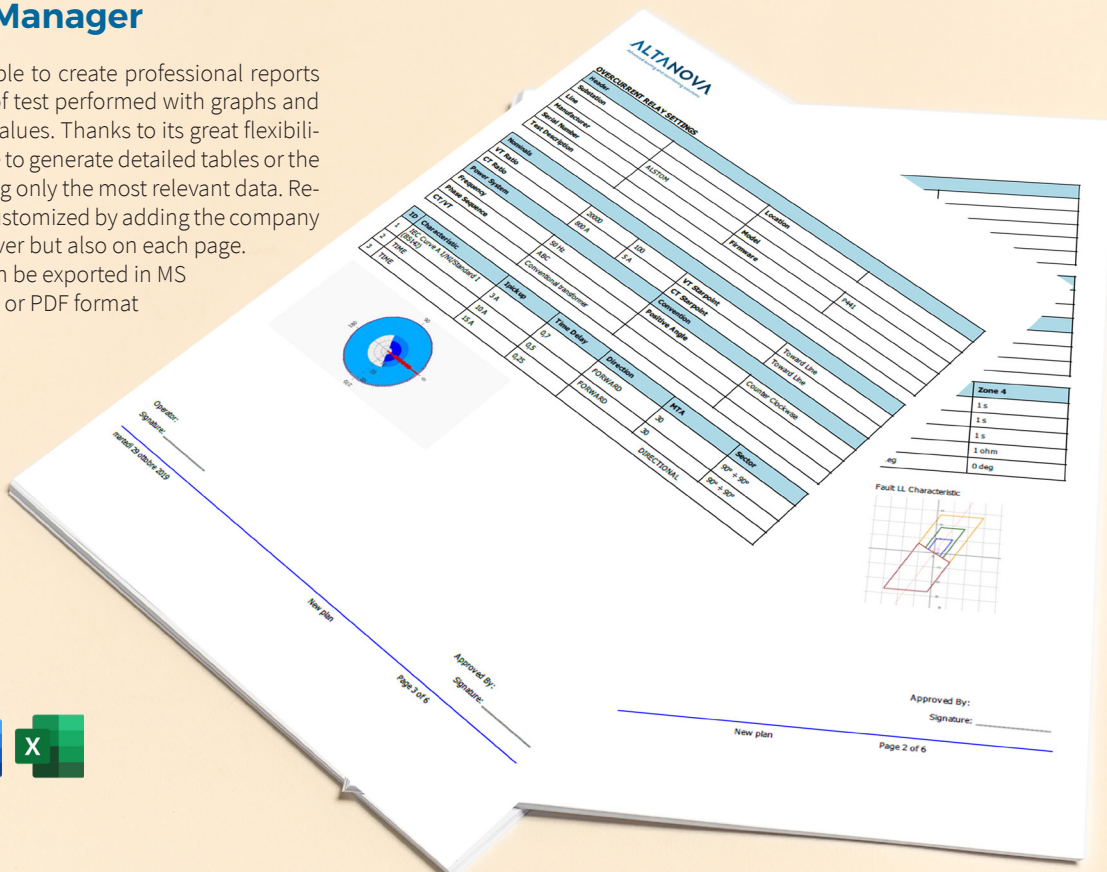 Manager
ble to create professional reports
of test performed with graphs and
alues. Thanks to its great flexibili-
to generate detailed tables or the
g only the most relevant data. Re-
ustomized by adding the company
ver but also on each page.
n be exported in MS
or PDF format
X
ALTANOVA
OVERCURRENT RELAY SETTINGS
Header
Substation
Line
Location
Manufacturer ALSTOM Model P441
Serial Number Firmware
Test Description
Nominals
VT Ratio 20000 100 VT Starpoint Toward Line
CT Ratio 800 A 5 A CT Starpoint Toward Line
Power System Convention
Frequency 50 Hz Positive Angle Counter Clockwise
Phase Sequence ABC
CT/VT Conventional transformer
ID Characteristic Ipickup Time Delay Direction MTA Sector
1 IEC Curve A I/NI/Standard I (BS142) 3 A 0,7 FORWARD 30 90° ÷ 90°
2 TIME 10 A 0,5 FORWARD 30 90° ÷ 90°
3 TIME 15 A 0,25 DIRECTIONAL
Operator:
Signature:
martedì 29 ottobre 2019
New plan
Page 3 of 6
Approved By:
Signature:
Zone 4
1 s
1 s
1 s
1 ohm
eg 0 deg
Fault LL Characteristic
Approved By:
Signature:
New plan
Page 2 of 6